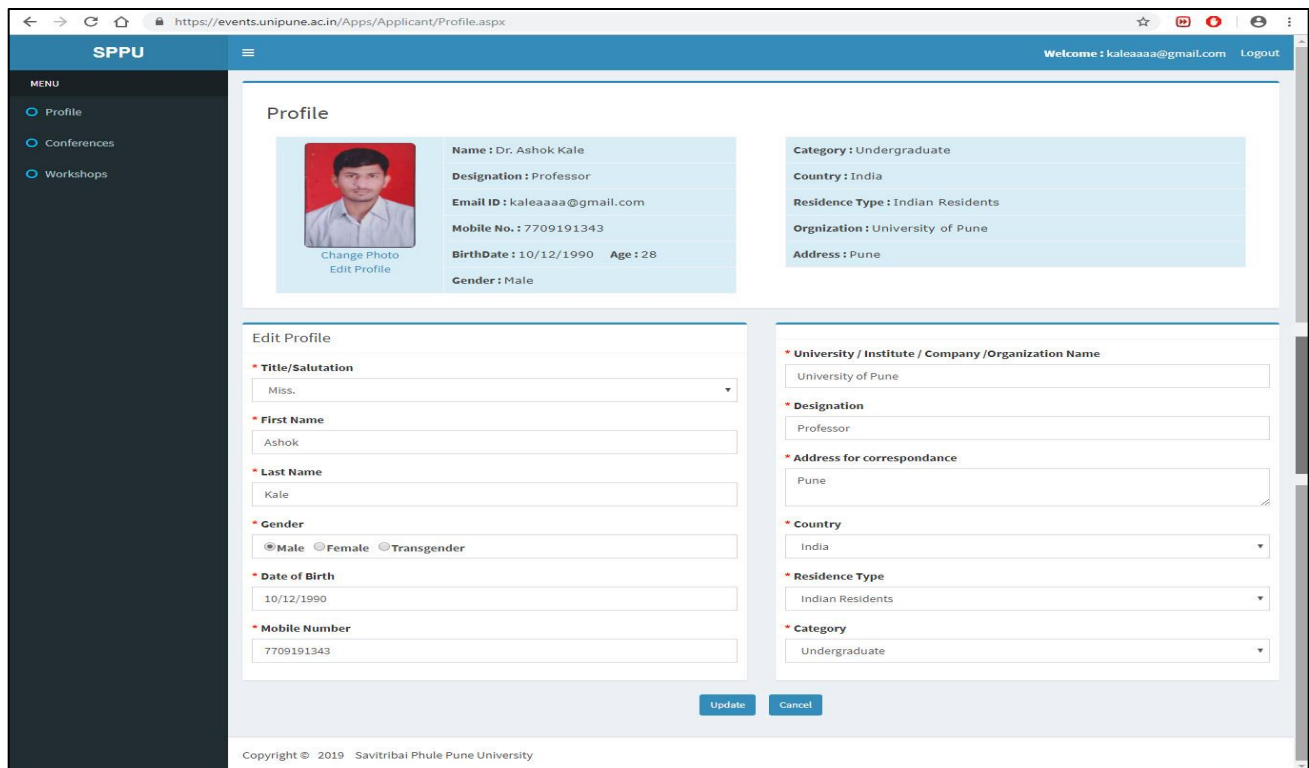 https://events.unipune.ac.in/Apps/Applicant/Profile.aspx
SPPU
Welcome : kaleaaaa@gmail.com Logout
MENU
Profile
Conferences
Workshops
Profile
Change Photo
Edit Profile
Name : Dr. Ashok Kale
Designation : Professor
Email ID : kaleaaaa@gmail.com
Mobile No. : 7709191343
BirthDate : 10/12/1990 Age : 28
Gender : Male
Category : Undergraduate
Country : India
Residence Type : Indian Residents
Orgnization : University of Pune
Address : Pune
Edit Profile
* Title/Salutation
Miss.
* First Name
Ashok
* Last Name
Kale
* Gender
Male Female Transgender
* Date of Birth
10/12/1990
* Mobile Number
7709191343
* University / Institute / Company /Organization Name
University of Pune
* Designation
Professor
* Address for correspondance
Pune
* Country
India
* Residence Type
Indian Residents
* Category
Undergraduate
Update Cancel
Copyright © 2019 Savitribai Phule Pune University